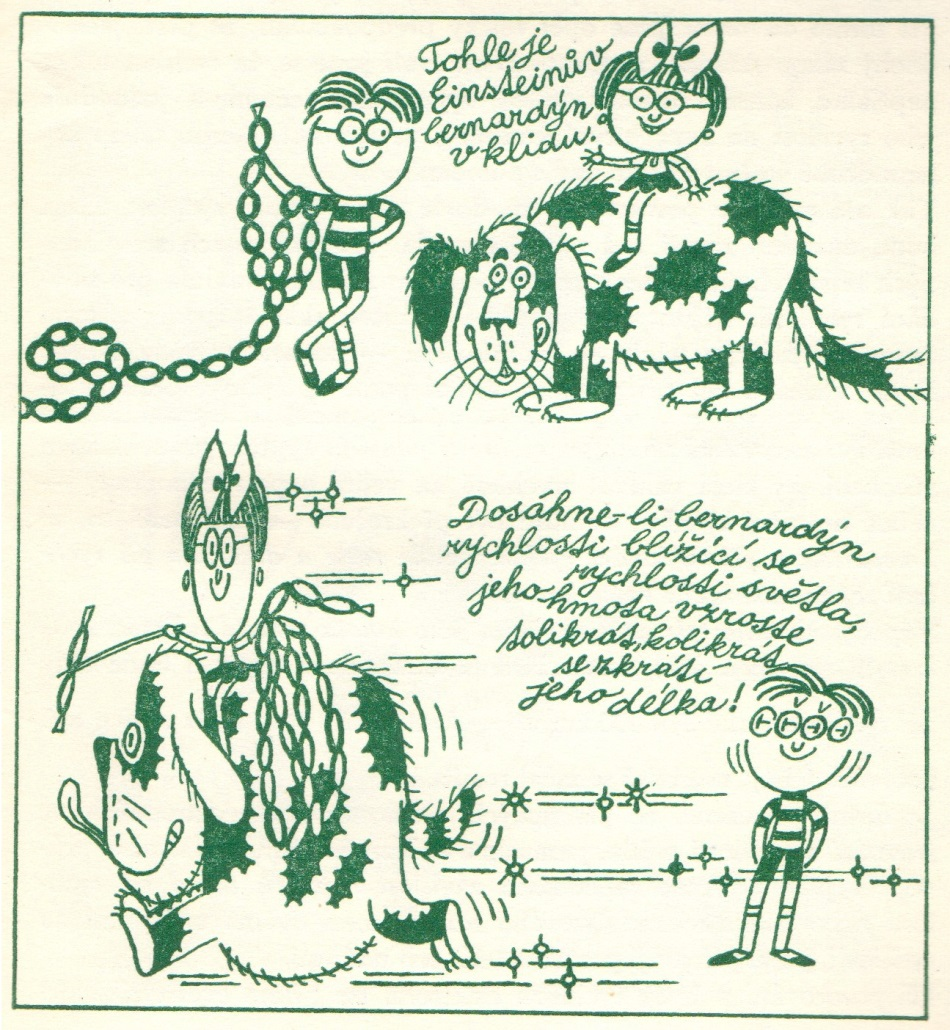 Tohle je
Einsteinův
bernardýn
v klidu.
Dosáhne-li bernardýn
rychlosti blížící se
rychlosti světla,
jeho hmota vzroste
tolikrát, kolikrát
se zkrátí
jeho délka!